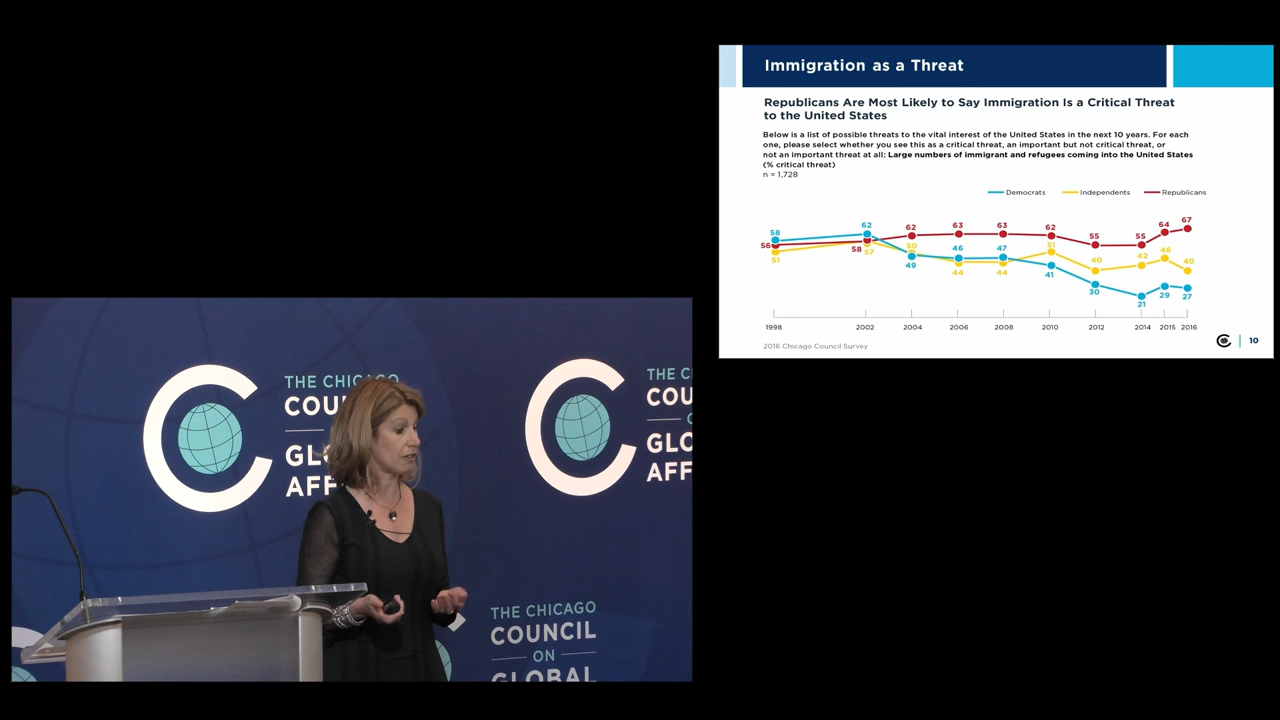 Immigration as a Threat
Republicans Are Most Likely to Say Immigration Is a Critical Threat
to the United States
Below is a list of possible threats to the vital interest of the United States in the next 10 years. For each
one, please select whether you see this as a critical threat, an important but not critical threat, or
not an important threat at all: Large numbers of immigrant and refugees coming into the United States
(% critical threat)
n = 1,728
Democrats Independents Republicans
58 62 49 46 47 41 30 21 29 27
51 57 50 44 44 51 40 42 46 40
56 58 62 63 63 62 55 55 64 67
1998 2002 2004 2006 2008 2010 2012 2014 2015 2016
2016 Chicago Council Survey
10
THE CHICAGO
COU
GL
AFF
THE C
COU
GLO
AFF
THE CHICAGO
COUNCIL
ON
GLOBAL